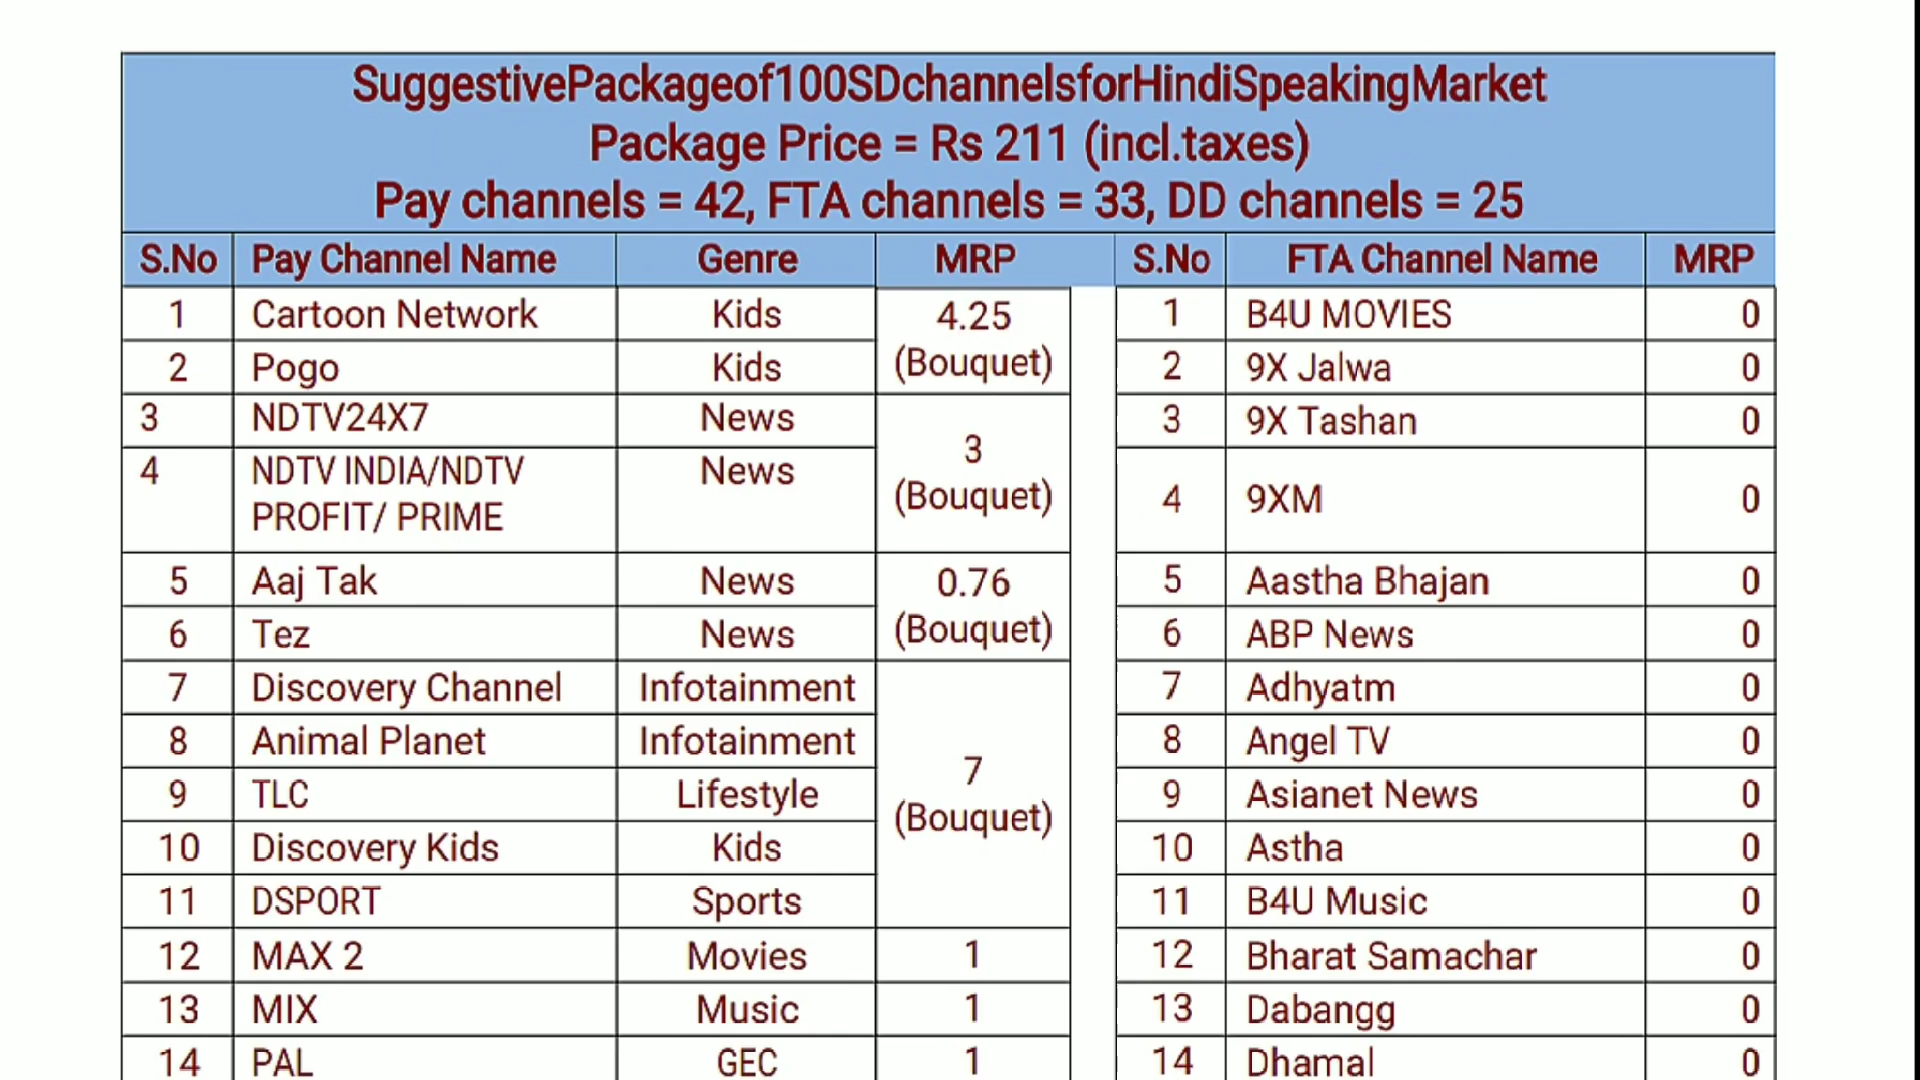 SuggestivePackageof100SDchannelsforHindiSpeakingMarket
Package Price = Rs 211 (incl.taxes)
Pay channels = 42, FTA channels = 33, DD channels = 25
S.No Pay Channel Name Genre MRP S.No FTA Channel Name MRP
1 Cartoon Network Kids 4.25 1 B4U MOVIES 0
2 Pogo Kids (Bouquet) 2 9X Jalwa 0
3 NDTV24X7 News 3 3 9X Tashan 0
4 NDTV INDIA/NDTV News (Bouquet) 4 9XM 0
PROFIT/ PRIME
5 Aaj Tak News 0.76 5 Aastha Bhajan 0
6 Tez News (Bouquet) 6 ABP News 0
7 Discovery Channel Infotainment 7 Adhyatm 0
8 Animal Planet Infotainment 7 8 Angel TV 0
9 TLC Lifestyle (Bouquet) 9 Asianet News 0
10 Discovery Kids Kids 10 Astha 0
11 DSPORT Sports 11 B4U Music 0
12 MAX 2 Movies 1 12 Bharat Samachar 0
13 MIX Music 1 13 Dabangg 0
14 PAL GEC 1 14 Dhamal 0